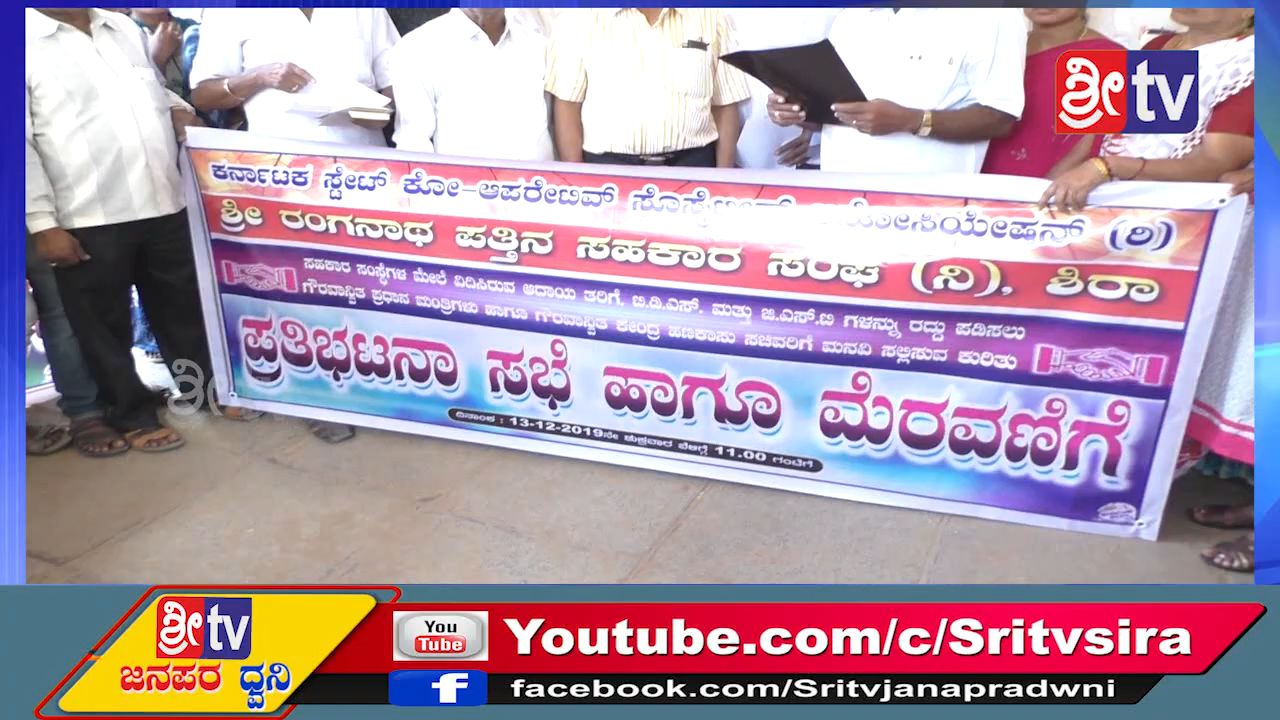 ಶ್ರೀ tv
ಕರ್ನಾಟಕ ಸ್ಟೇಟ್ ಕೋ-ಆಪರೇಟಿವ್ (ರಿ)
ಶ್ರೀ ರಂಗನಾಥ ಪತ್ತಿನ ಸಹಕಾರ ಸಂಘ (ನಿ), ಶಿರಾ
ಸಹಕಾರ ಸಂಸ್ಥೆಗಳ ಮೇಲೆ ವಿದಿಸಿರುವ ಆದಾಯ ತರಿಗೆ, ಟಿ.ಡಿ.ಎಸ್. ಮತ್ತು ಜಿ.ಎಸ್.ಟಿ ಗಳನ್ನು ರದ್ದು ಪಡಿಸಲು
ಗೌರವಾನ್ವಿತ ಪ್ರಧಾನ ಮಂತ್ರಿಗಳು ಹಾಗೂ ಗೌರವಾನ್ವಿತ ಕೇಂದ್ರ ಹಣಕಾಸು ಸಚಿವರಿಗೆ ಮನವಿ ಸಲ್ಲಿಸುವ ಕುರಿತು
ಪ್ರತಿಭಟನಾ ಸಭೆ ಹಾಗೂ ಮೆರವಣಿಗೆ
ದಿನಾಂಕ : 13-12-2019ನೇ ಶುಕ್ರವಾರ ಬೆಳಿಗ್ಗೆ 11.00 ಗಂಟೆಗೆ
ಶ್ರೀ
ಶ್ರೀ tv
ಜನಪರ ಧ್ವನಿ
You Tube
Youtube.com/c/Sritvsira
f
facebook.com/Sritvjanapradwni